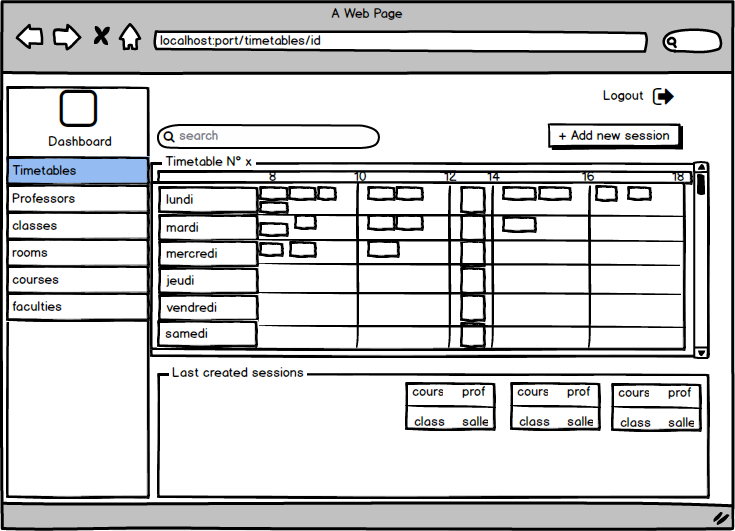 A Web Page
localhost:port/timetables/id
Logout
Dashboard
search
+ Add new session
Timetables
Professors
classes
rooms
courses
faculties
Timetable N° x
8 10 12 14 16 18
lundi
mardi
mercredi
jeudi
vendredi
samedi
Last created sessions
cours prof cours prof cours prof
class salle class salle class salle